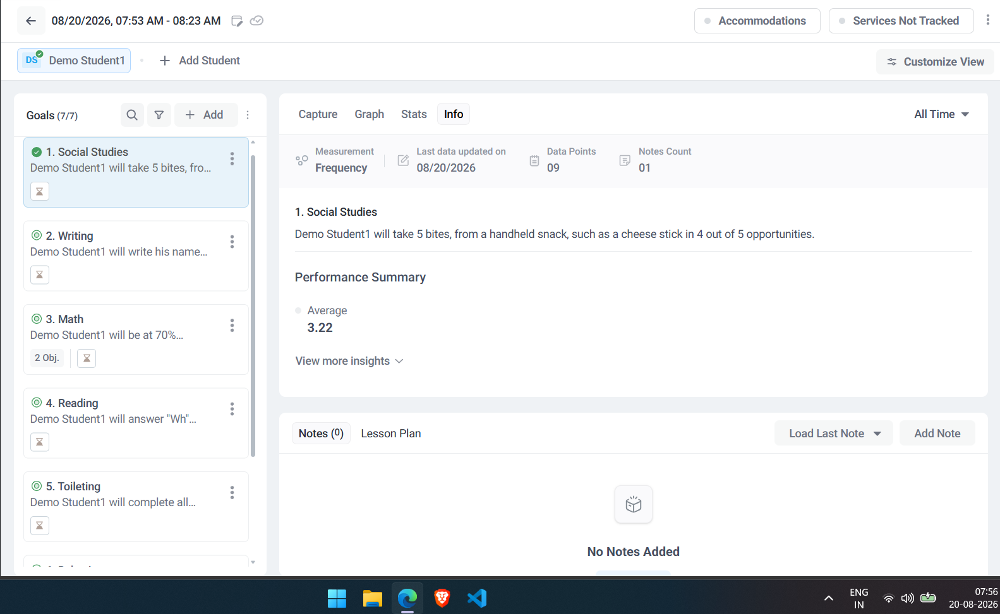 08/20/2026, 07:53 AM - 08:23 AM
Accommodations
Services Not Tracked
DS
Demo Student1
Add Student
Customize View
Goals (7/7)
Add
1. Social Studies
Demo Student1 will take 5 bites, fro...
2. Writing
Demo Student1 will write his name...
3. Math
Demo Student1 will be at 70%...
2 Obj.
4. Reading
Demo Student1 will answer "Wh"...
5. Toileting
Demo Student1 will complete all...
Capture
Graph
Stats
Info
All Time
Measurement
Frequency
Last data updated on
08/20/2026
Data Points
09
Notes Count
01
1. Social Studies
Demo Student1 will take 5 bites, from a handheld snack, such as a cheese stick in 4 out of 5 opportunities.
Performance Summary
Average
3.22
View more insights
Notes (0)
Lesson Plan
Load Last Note
Add Note
No Notes Added
ENG
IN
07:56
20-08-2026